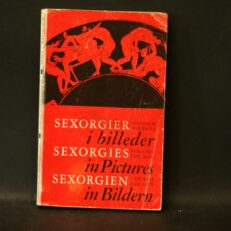 SEXORGIER
i billeder
SEXORGIES
in Pictures
SEXORGIEN
in Bildern